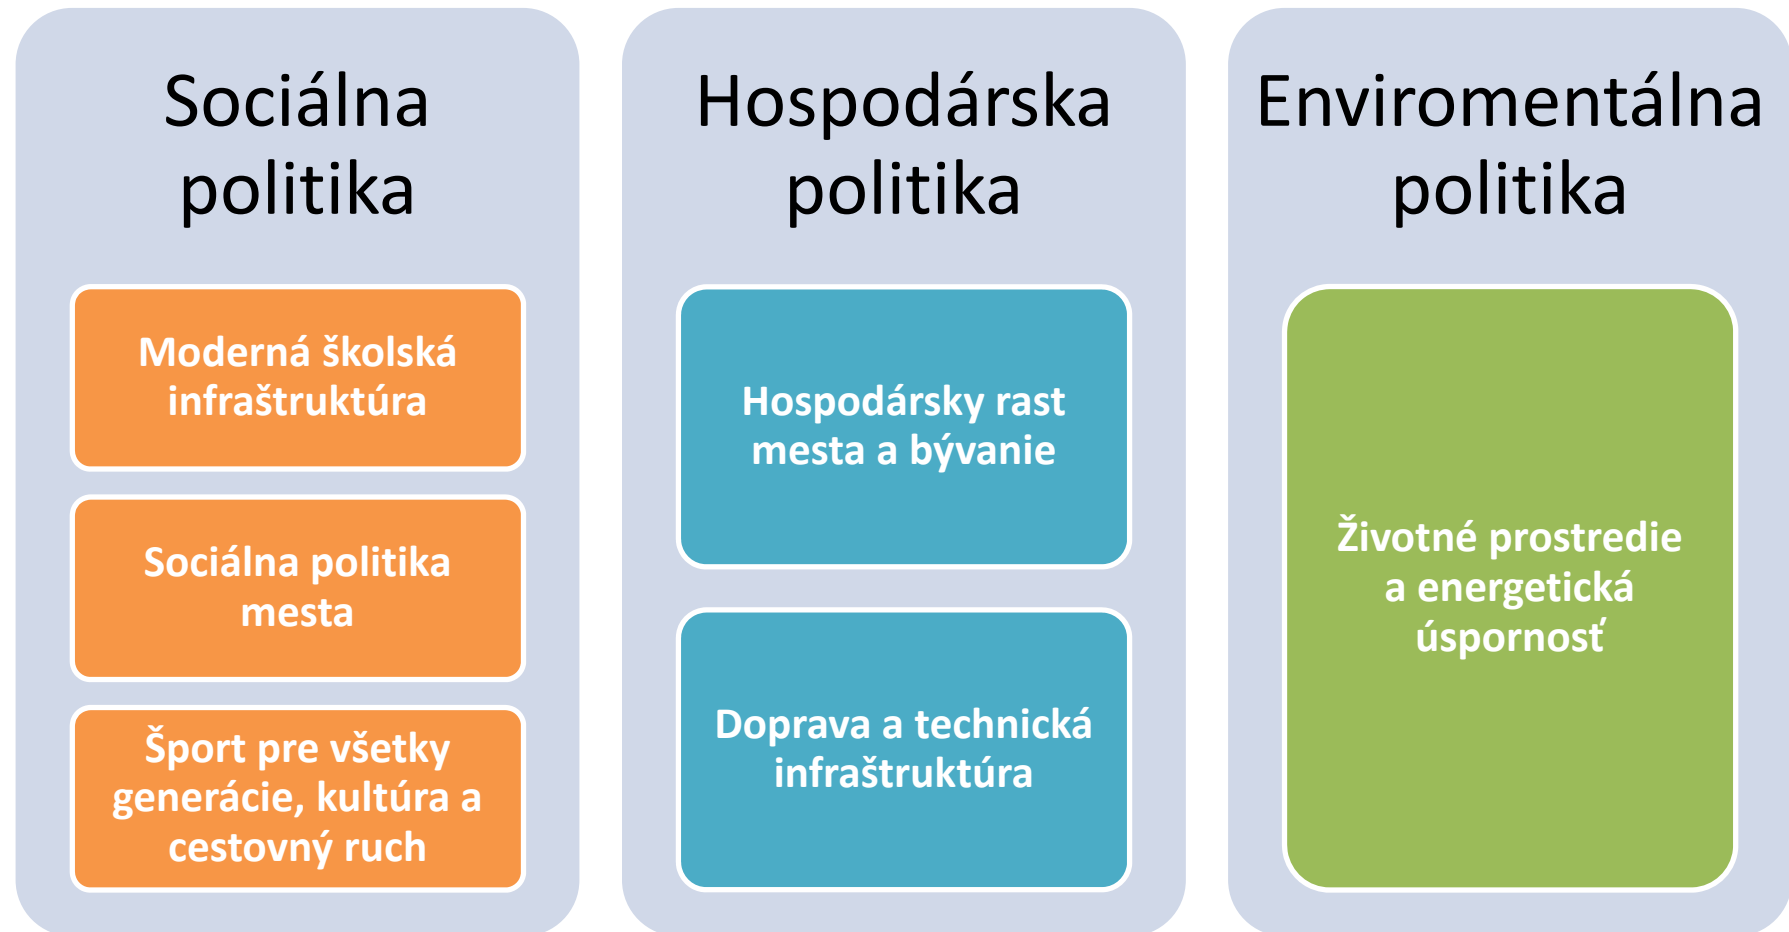 Sociálna
politika
Moderná školská
infraštruktúra
Sociálna politika
mesta
Šport pre všetky
generácie, kultúra a
cestovný ruch
Hospodárska
politika
Hospodársky rast
mesta a bývanie
Doprava a technická
infraštruktúra
Enviromentálna
politika
Životné prostredie
a energetická
úspornosť